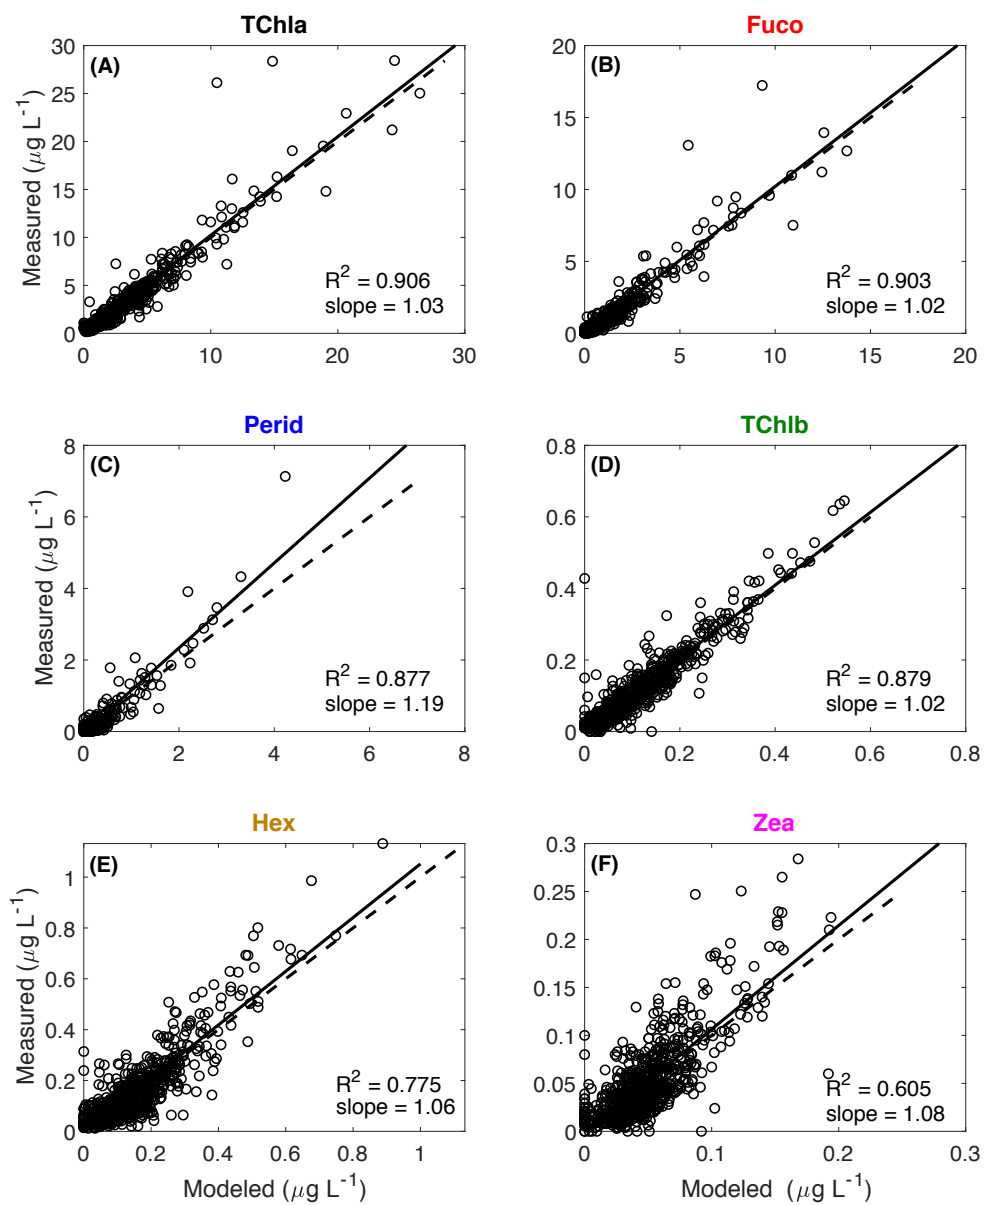 TChla
(A)
Measured (μg L⁻¹)
30
25
20
15
10
5
0
0 10 20 30
R² = 0.906
slope = 1.03
Fuco
(B)
20
15
10
5
0
0 5 10 15 20
R² = 0.903
slope = 1.02
Perid
(C)
Measured (μg L⁻¹)
8
6
4
2
0
0 2 4 6 8
R² = 0.877
slope = 1.19
TChlb
(D)
0.8
0.6
0.4
0.2
0
0 0.2 0.4 0.6 0.8
R² = 0.879
slope = 1.02
Hex
(E)
Measured (μg L⁻¹)
1
0.8
0.6
0.4
0.2
0
0 0.2 0.4 0.6 0.8 1
R² = 0.775
slope = 1.06
Modeled (μg L⁻¹)
Zea
(F)
0.3
0.25
0.2
0.15
0.1
0.05
0
0 0.1 0.2 0.3
R² = 0.605
slope = 1.08
Modeled (μg L⁻¹)